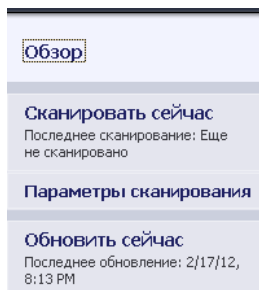 Обзор
Сканировать сейчас
Последнее сканирование: Еще
не сканировано
Параметры сканирования
Обновить сейчас
Последнее обновление: 2/17/12,
8:13 PM